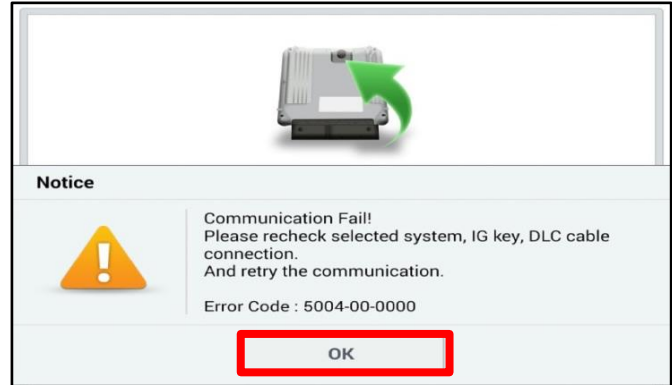 Notice
Communication Fail!
Please recheck selected system, IG key, DLC cable
connection.
And retry the communication.
Error Code : 5004-00-0000
OK